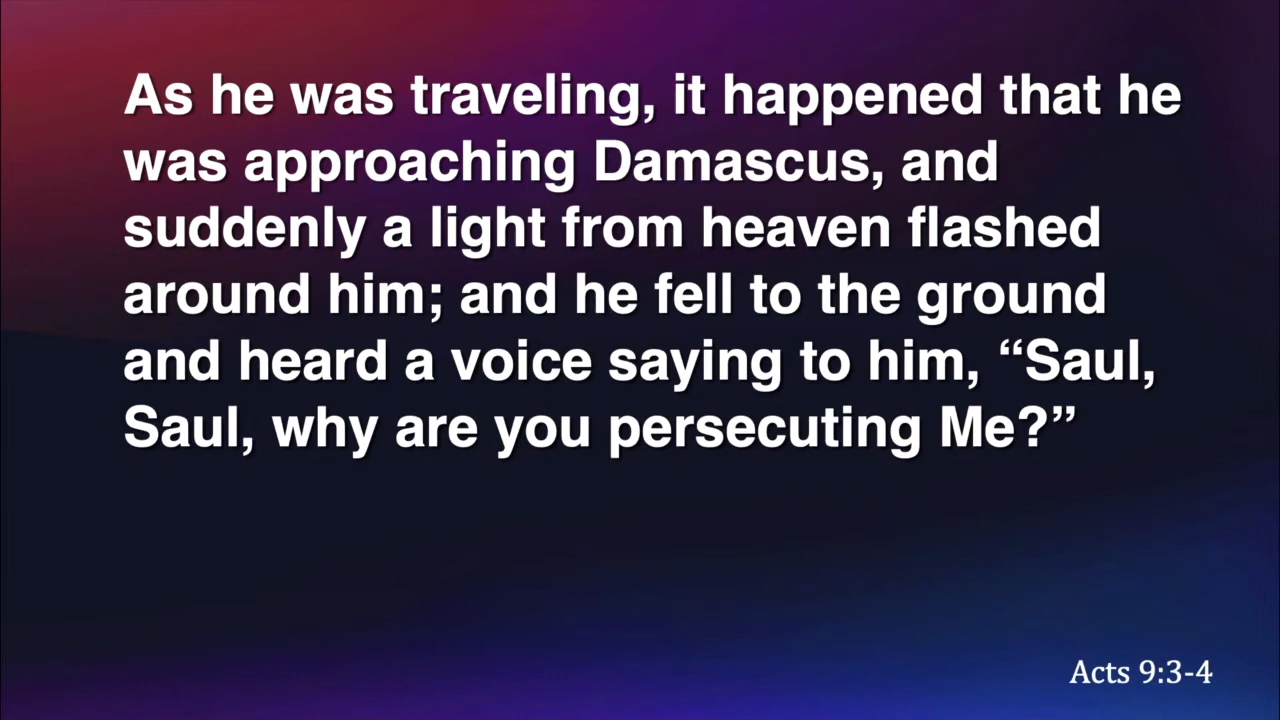 As he was traveling, it happened that he
was approaching Damascus, and
suddenly a light from heaven flashed
around him; and he fell to the ground
and heard a voice saying to him, “Saul,
Saul, why are you persecuting Me?”
Acts 9:3-4